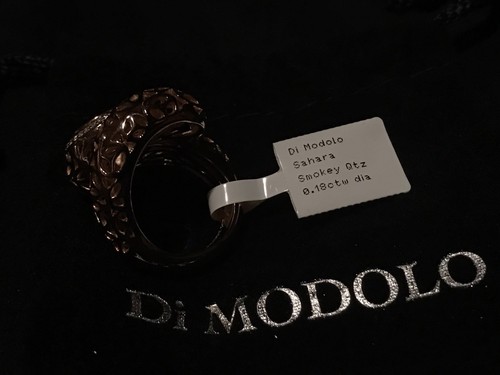 Di Modolo
Sahara
Smokey Qtz
0.18ctw dia
Di MODOLO